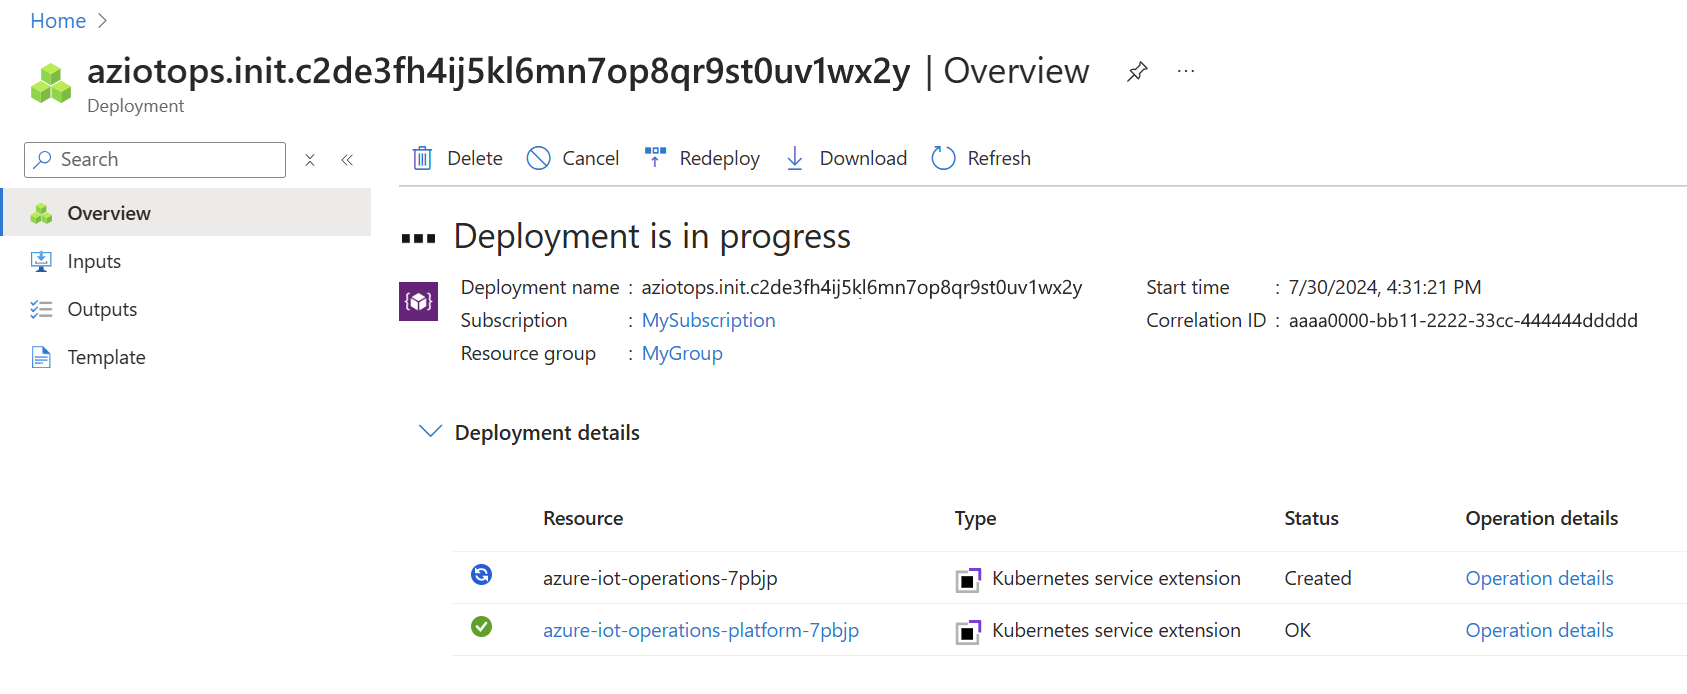 Home >
aziotops.init.c2de3fh4ij5kl6mn7op8qr9st0uv1wx2y | Overview ...
Deployment
Search
Overview
Inputs
Outputs
Template
Delete Cancel Redeploy Download Refresh
Deployment is in progress
Deployment name : aziotops.init.c2de3fh4ij5kl6mn7op8qr9st0uv1wx2y
Subscription : MySubscription
Resource group : MyGroup
Start time : 7/30/2024, 4:31:21 PM
Correlation ID : aaaa0000-bb11-2222-33cc-444444ddddd
Deployment details
Resource Type Status Operation details
azure-iot-operations-7pbjp Kubernetes service extension Created Operation details
azure-iot-operations-platform-7pbjp Kubernetes service extension OK Operation details